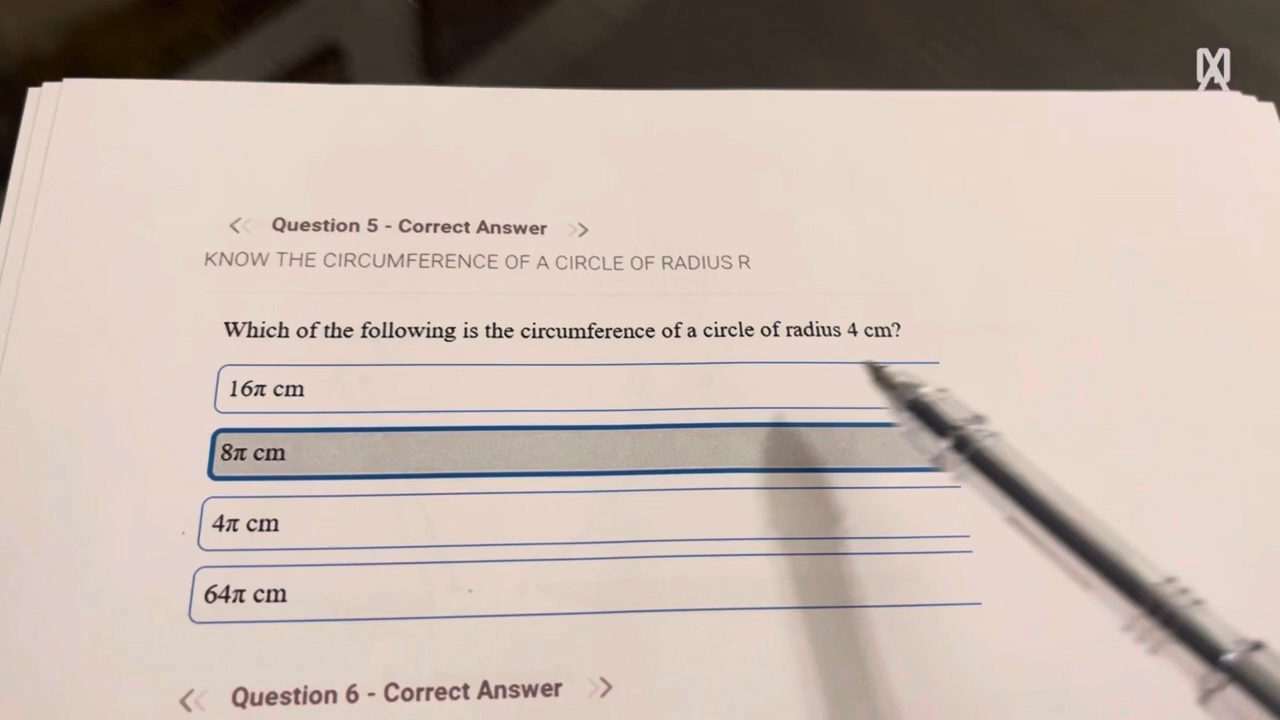 Question 5 - Correct Answer
KNOW THE CIRCUMFERENCE OF A CIRCLE OF RADIUS R
Which of the following is the circumference of a circle of radius 4 cm?
16π cm
8π cm
4π cm
64π cm
Question 6 - Correct Answer